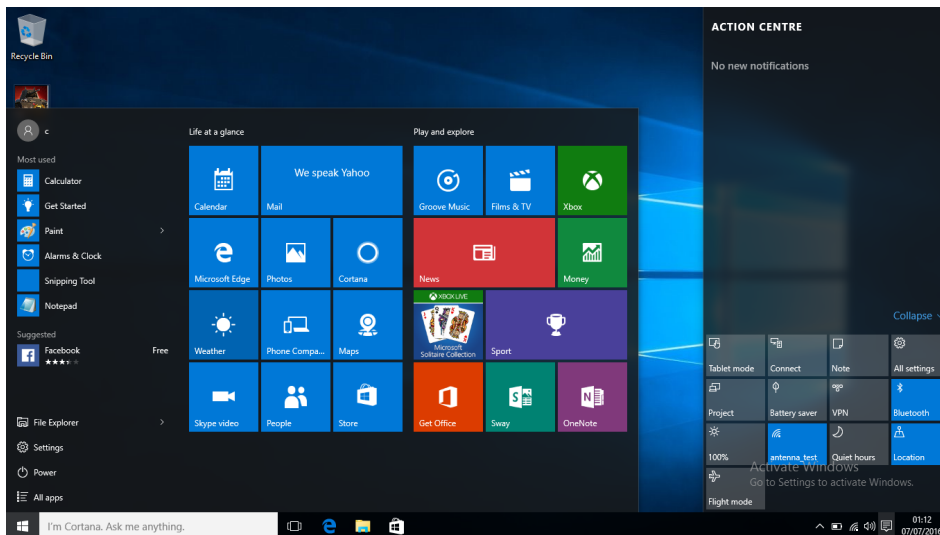 Recycle Bin
c
Most used
Calculator
Get Started
Paint
Alarms & Clock
Snipping Tool
Notepad
Suggested
Facebook
Free
File Explorer
Settings
Power
All apps
Life at a glance
Calendar
We speak Yahoo
Mail
Microsoft Edge
Photos
Cortana
Weather
Phone Compa...
Maps
Skype video
People
Store
Play and explore
Groove Music
Films & TV
Xbox
News
Money
XBOX LIVE
Microsoft
Solitaire Collection
Sport
Get Office
Sway
OneNote
ACTION CENTRE
No new notifications
Collapse
Tablet mode
Connect
Note
All settings
Project
Battery saver
VPN
Bluetooth
100%
antenna_test
Quiet hours
Location
Flight mode
Activate Windows
Go to Settings to activate Windows.
I'm Cortana. Ask me anything.
01:12
07/07/2016